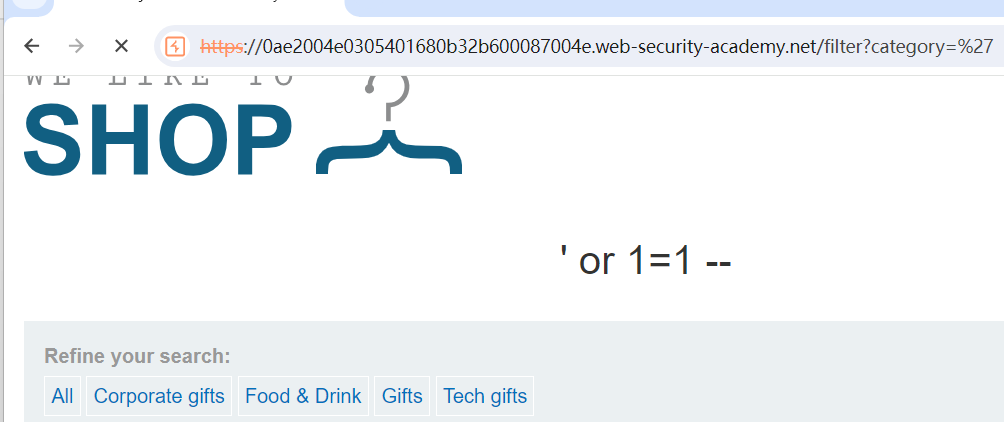 https://0ae2004e0305401680b32b600087004e.web-security-academy.net/filter?category=%27
WE LIKE TO
SHOP
' or 1=1 --
Refine your search:
All Corporate gifts Food & Drink Gifts Tech gifts